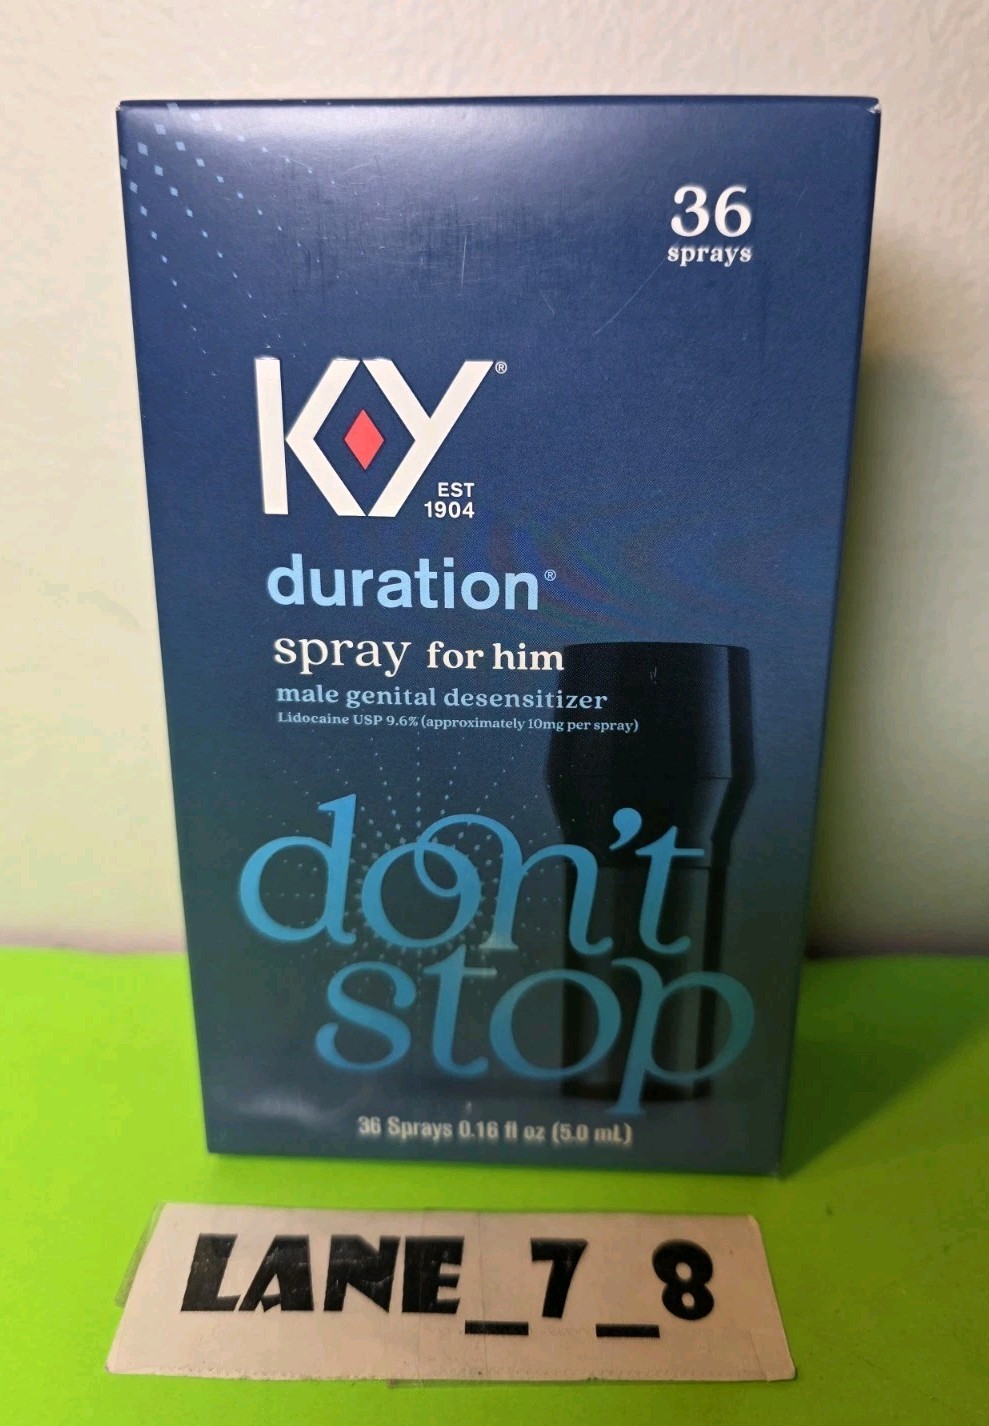 36
sprays
KY®
EST
1904
duration®
spray for him
male genital desensitizer
Lidocaine USP 9.6% (approximately 10mg per spray)
don't
stop
36 Sprays 0.16 fl oz (5.0 mL)
LANE_7_8